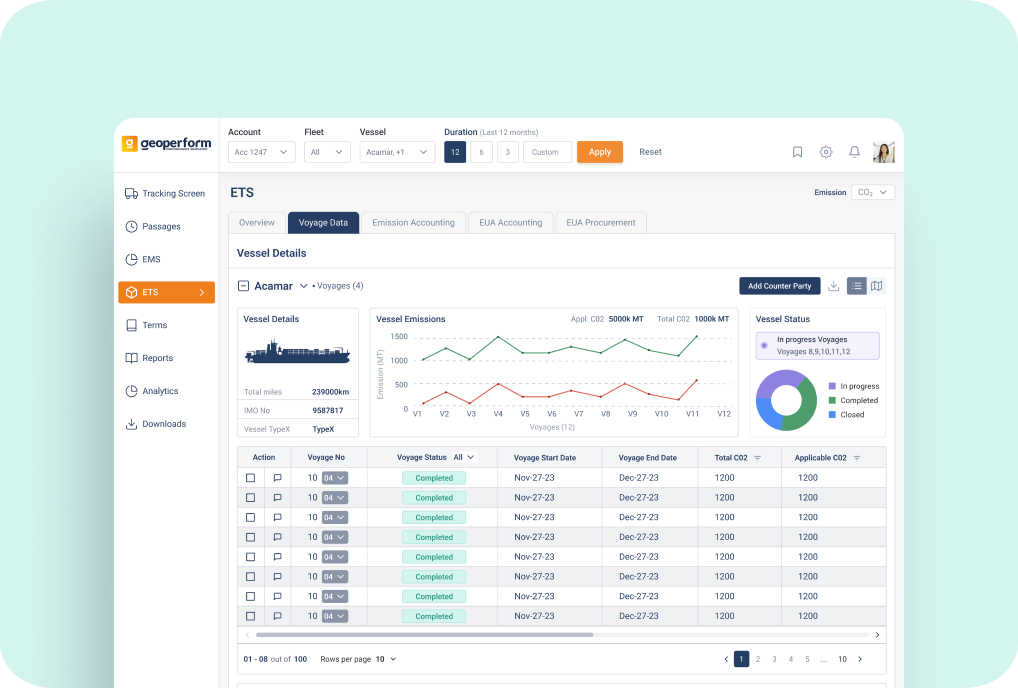 geoperform
Account Fleet Vessel Duration (Last 12 months)
Acc 1247 All Acamar, +1 12 6 3 Custom Apply Reset
Tracking Screen
Passages
EMS
ETS
Terms
Reports
Analytics
Downloads
ETS
Emission CO₂
Overview Voyage Data Emission Accounting EUA Accounting EUA Procurement
Vessel Details
Acamar • Voyages (4)
Add Counter Party
Vessel Details
Total miles 239000km
IMO No 9587817
Vessel TypeX TypeX
Vessel Emissions Appl. C02 5000k MT Total C02 1000k MT
Emission (MT)
1500
1000
500
0
V1 V2 V3 V4 V5 V6 V7 V8 V9 V10 V11 V12
Voyages (12)
Vessel Status
In progress Voyages
Voyages 8,9,10,11,12
In progress
Completed
Closed
Action Voyage No Voyage Status All Voyage Start Date Voyage End Date Total C02 Applicable C02
10 04 Completed Nov-27-23 Dec-27-23 1200 1200
10 04 Completed Nov-27-23 Dec-27-23 1200 1200
10 04 Completed Nov-27-23 Dec-27-23 1200 1200
10 04 Completed Nov-27-23 Dec-27-23 1200 1200
10 04 Completed Nov-27-23 Dec-27-23 1200 1200
10 04 Completed Nov-27-23 Dec-27-23 1200 1200
10 04 Completed Nov-27-23 Dec-27-23 1200 1200
10 04 Completed Nov-27-23 Dec-27-23 1200 1200
01 - 08 out of 100 Rows per page 10
1 2 3 4 5 ... 10